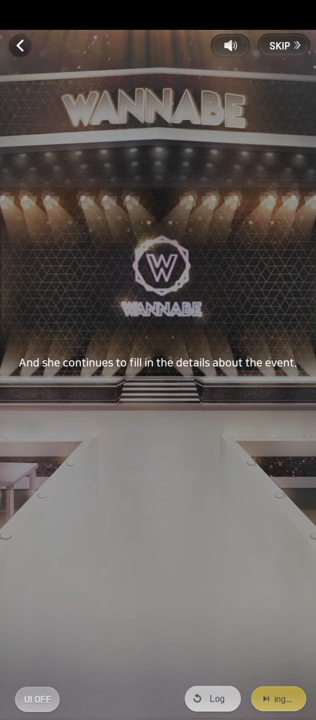 SKIP
WANNABE
W
WANNABE
And she continues to fill in the details about the event.
UI OFF
Log
ing...